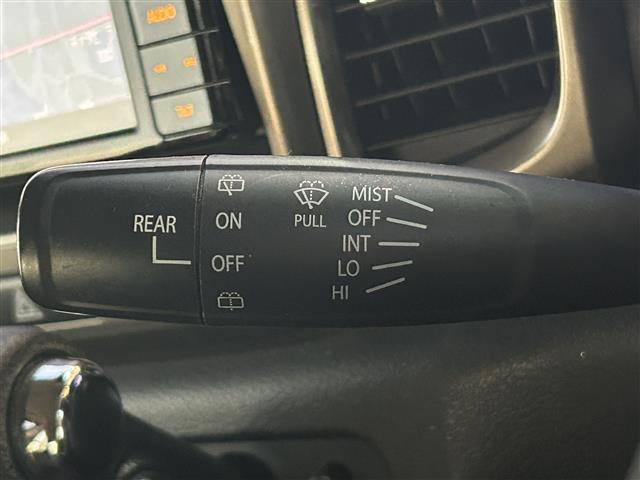 REAR
ON
OFF
PULL
MIST
OFF
INT
LO
HI